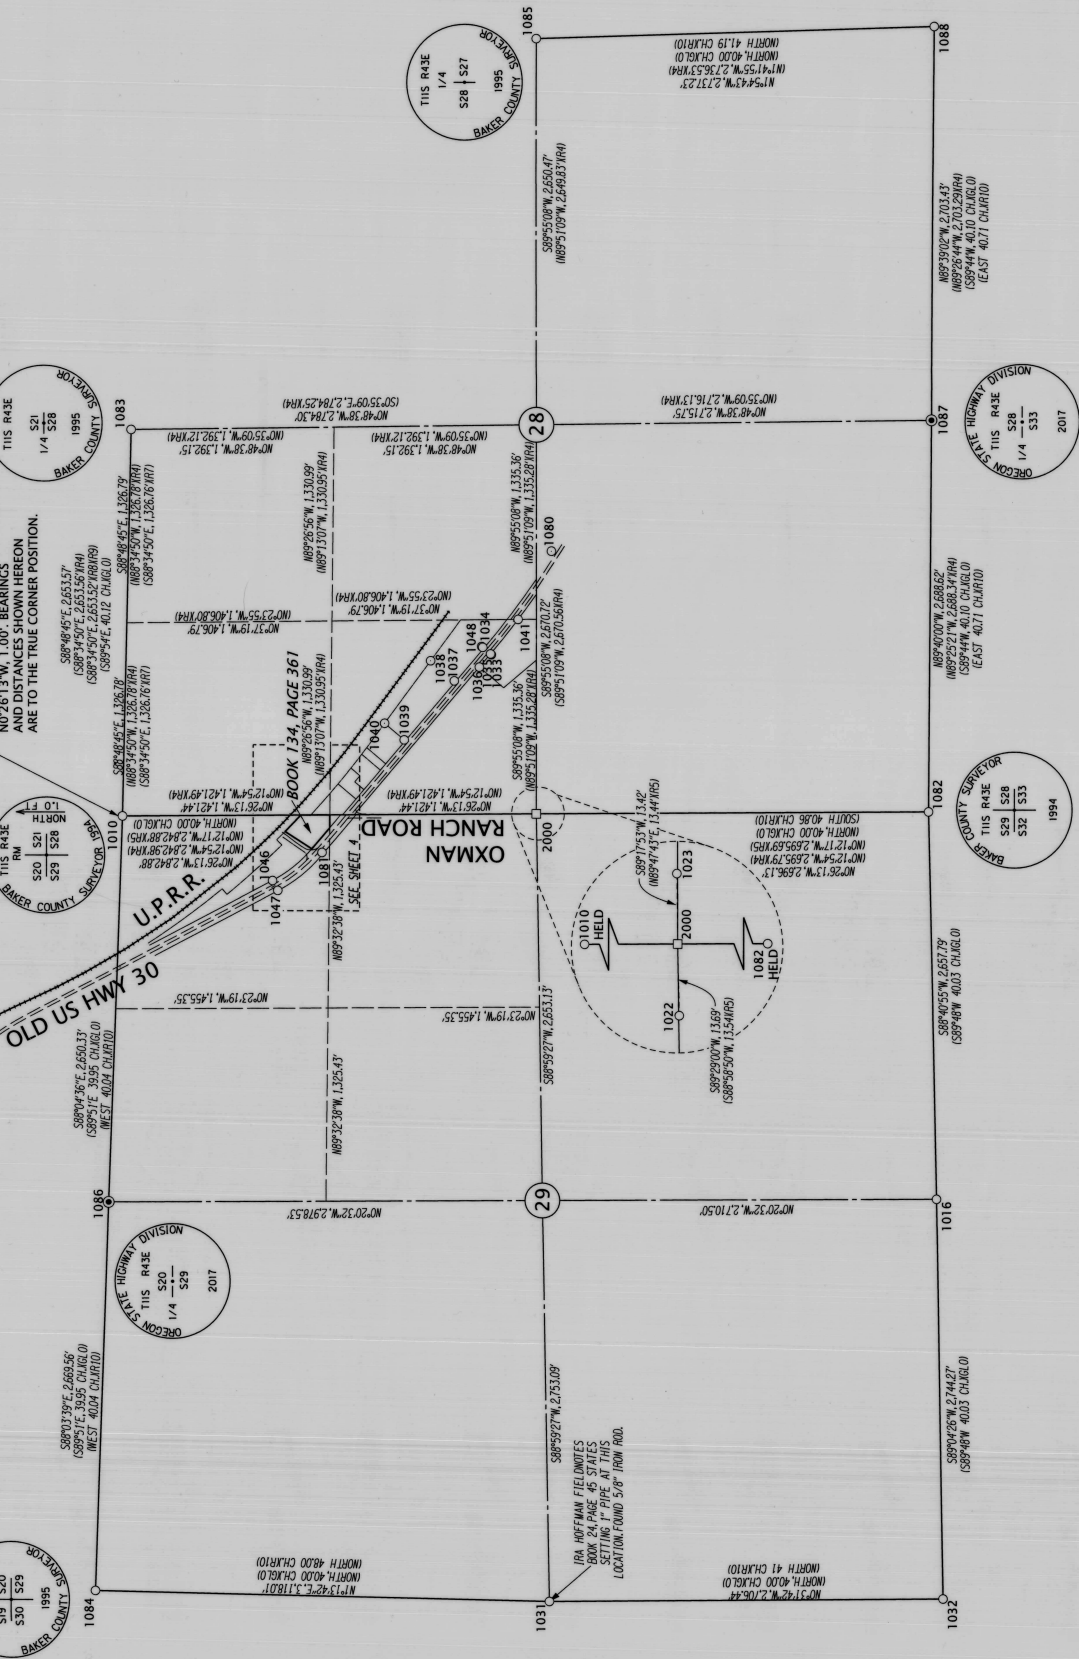 1085
1088
N1°54'43"W, 2,737.23'
(N1°41'55"W, 2,736.53'XR4)
(NORTH, 40.00 CH.XGLO)
(NORTH 41.19 CH.XR10)
T11S R43E
1/4
S28 S27
1995
BAKER COUNTY SURVEYOR
S89°55'08"W, 2,650.47'
(N89°51'09"W, 2,649.83'XR4)
N89°39'02"W, 2,703.43'
(N89°26'44"W, 2,703.29'XR4)
(S89°44'W, 40.10 CH.XGLO)
(EAST 40.71 CH.XR10)
T11S R43E
S21
1/4
S28
1995
BAKER COUNTY SURVEYOR
1083
N0°48'38"W, 2,784.30'
(S0°35'09"E, 2,784.25'XR4)
N0°48'38"W, 1,392.15'
(N0°35'09"W, 1,392.12'XR4)
N0°48'38"W, 1,392.15'
(N0°35'09"W, 1,392.12'XR4)
28
N0°48'38"W, 2,715.75'
(N0°35'09"W, 2,716.13'XR4)
1087
OREGON STATE HIGHWAY DIVISION
T11S R43E
S28
1/4
S33
2017
N0°26'13"W, 1.00'. BEARINGS
AND DISTANCES SHOWN HEREON
ARE TO THE TRUE CORNER POSITION.
S88°48'45"E, 2,653.57'
(S88°34'50"E, 2,653.56'XR4)
(S88°34'50"E, 2,653.52'XR8XR9)
(S89°54'E, 40.12 CH.XGLO)
S88°48'45"E, 1,326.79'
(N88°34'50"W, 1,326.78'XR4)
(S88°34'50"E, 1,326.76'XR7)
S88°48'45"E, 1,326.78'
(N88°34'50"W, 1,326.78'XR4)
(S88°34'50"E, 1,326.76'XR7)
N89°26'56"W, 1,330.99'
(N89°13'07"W, 1,330.95'XR4)
N0°37'19"W, 1,406.79'
(N0°23'55"W, 1,406.80'XR4)
N0°37'19"W, 1,406.79'
(N0°23'55"W, 1,406.80'XR4)
N89°55'08"W, 1,335.36'
(N89°51'09"W, 1,335.28'XR4)
1080
1048
1034
1038
1037
1036
1035
1033
1041
1040
1039
S89°55'08"W, 2,670.72'
(S89°51'09"W, 2,670.56'XR4)
S89°55'08"W, 1,335.36'
(N89°51'09"W, 1,335.28'XR4)
N89°40'00"W, 2,688.62'
(N89°25'21"W, 2,688.34'XR4)
(S89°44'W, 40.10 CH.XGLO)
(EAST 40.71 CH.XR10)
BOOK 134, PAGE 361
N89°26'56"W, 1,330.99'
(N89°13'07"W, 1,330.95'XR4)
T11S R43E
RM
S20 S21
S29 S28
BAKER COUNTY SURVEYOR 1994
NORTH
1.0 FT
1010
N0°26'13"W, 2,842.88'
(N0°12'54"W, 2,842.98'XR4)
(N0°12'17"W, 2,842.88'XR5)
(NORTH, 40.00 CH.XGLO)
N0°26'13"W, 1,421.44'
(N0°12'54"W, 1,421.49'XR4)
N0°26'13"W, 1,421.44'
(N0°12'54"W, 1,421.49'XR4)
OXMAN
RANCH ROAD
2000
N0°26'13"W, 2,696.13'
(N0°12'54"W, 2,695.79'XR4)
(N0°12'17"W, 2,695.69'XR5)
(NORTH, 40.00 CH.XGLO)
(SOUTH 40.86 CH.XR10)
1082
BAKER COUNTY SURVEYOR
T11S R43E
S29 S28
S32 S33
1994
1046
1047
1081
SEE SHEET 4
U.P.R.R.
OLD US HWY 30
N89°32'38"W, 1,325.43'
N89°32'38"W, 1,325.43'
N0°23'19"W, 1,455.35'
N0°23'19"W, 1,455.35'
S89°17'53"W, 13.42'
(N89°47'43"E, 13.44'XR5)
1023
1010
HELD
2000
1082
HELD
1022
S89°29'00"W, 13.69'
(S88°58'50"W, 13.54'XR5)
S88°04'36"E, 2,650.33'
(S89°51'E 39.95 CH.XGLO)
(WEST 40.04 CH.XR10)
S88°59'27"W, 2,653.13'
S88°40'55"W, 2,657.79'
(S89°48'W 40.03 CH.XGLO)
1086
N0°20'32"W, 2,978.53'
29
N0°20'32"W, 2,710.50'
1016
OREGON STATE HIGHWAY DIVISION
T11S R43E
S20
1/4
S29
2017
S88°03'39"E, 2,669.56'
(S89°51'E, 39.95 CH.XGLO)
(WEST 40.04 CH.XR10)
S88°59'27"W, 2,753.09'
S89°04'26"W, 2,744.27'
(S89°48'W 40.03 CH.XGLO)
IRA HOFFMAN FIELDNOTES
BOOK 24, PAGE 45 STATES
SETTING 1" PIPE AT THIS
LOCATION. FOUND 5/8" IRON ROD.
S19 S20
S30 S29
1995
BAKER COUNTY SURVEYOR
1084
N1°13'42"E, 3,118.01'
(NORTH, 40.00 CH.XGLO)
(NORTH 48.00 CH.XR10)
1031
N0°31'42"W, 2,706.44'
(NORTH, 40.00 CH.XGLO)
(NORTH 41 CH.XR10)
1032